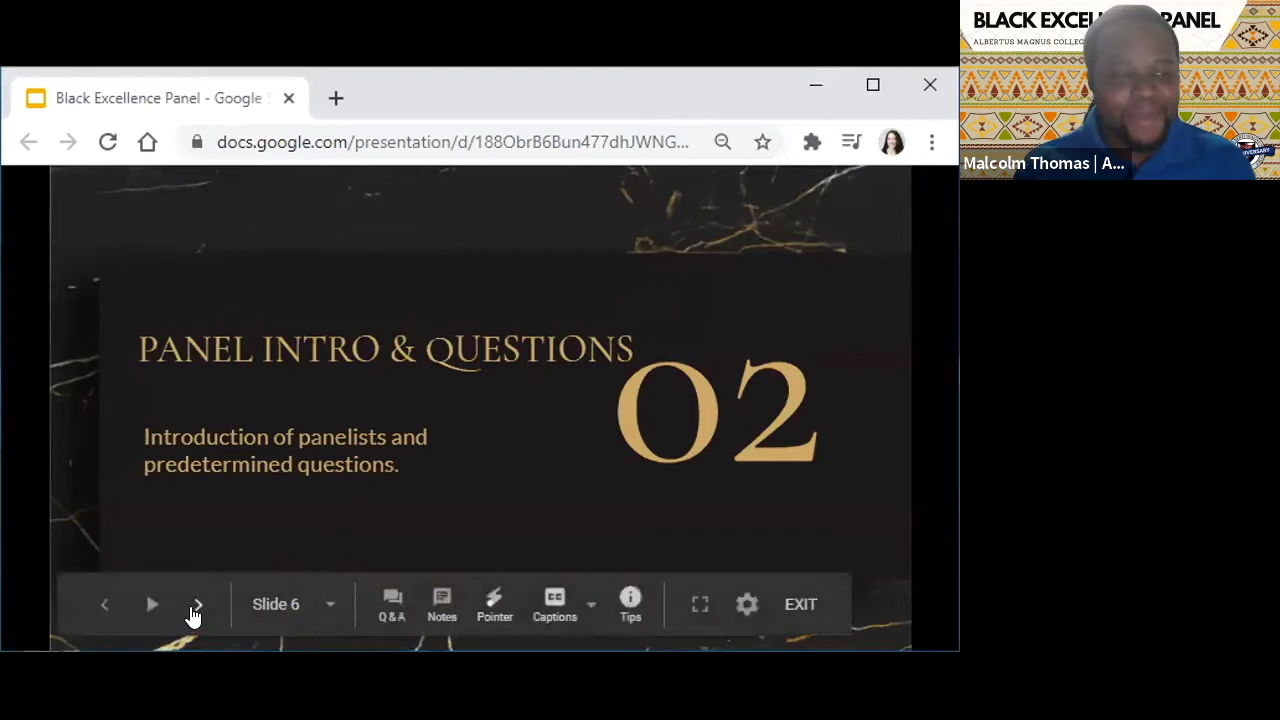 Black Excellence Panel - Google
docs.google.com/presentation/d/188ObrB6Bun477dhJWNG...
PANEL INTRO & QUESTIONS
02
Introduction of panelists and
predetermined questions.
Slide 6
Q&A
Notes
Pointer
Captions
Tips
EXIT
BLACK EXCEL PANEL
ALBERTUS MAGNUS COLLEG
Malcolm Thomas | A...